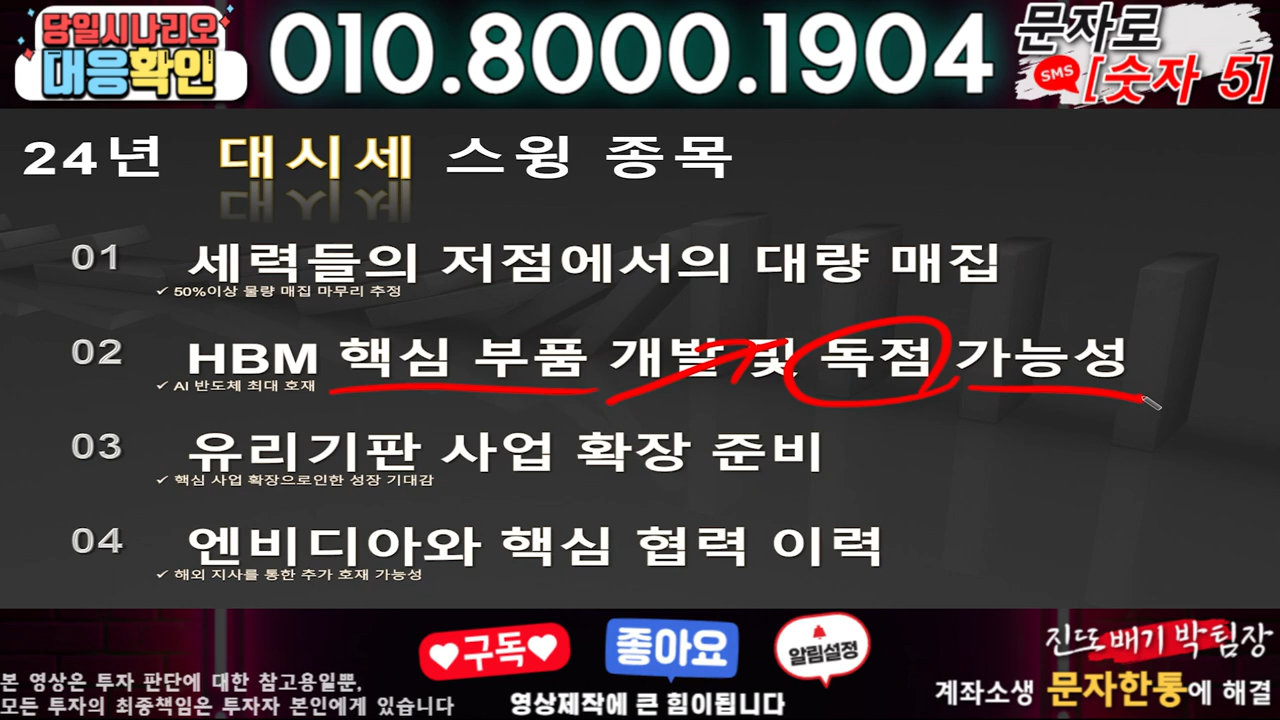 당일시나리오
대응확인
010.8000.1904
문자로
SMS
[숫자 5]
24년 대시세 스윙 종목
01 세력들의 저점에서의 대량 매집
✓ 50%이상 물량 매집 마무리 추정
02 HBM 핵심 부품 개발 및 독점 가능성
✓ AI 반도체 최대 호재
03 유리기판 사업 확장 준비
✓ 핵심 사업 확장으로인한 성장 기대감
04 엔비디아와 핵심 협력 이력
✓ 해외 지사를 통한 추가 호재 가능성
구독
좋아요
알림설정
진또배기 박팀장
본 영상은 투자 판단에 대한 참고용일뿐,
모든 투자의 최종책임은 투자자 본인에게 있습니다
영상제작에 큰 힘이됩니다
계좌소생 문자한통에 해결